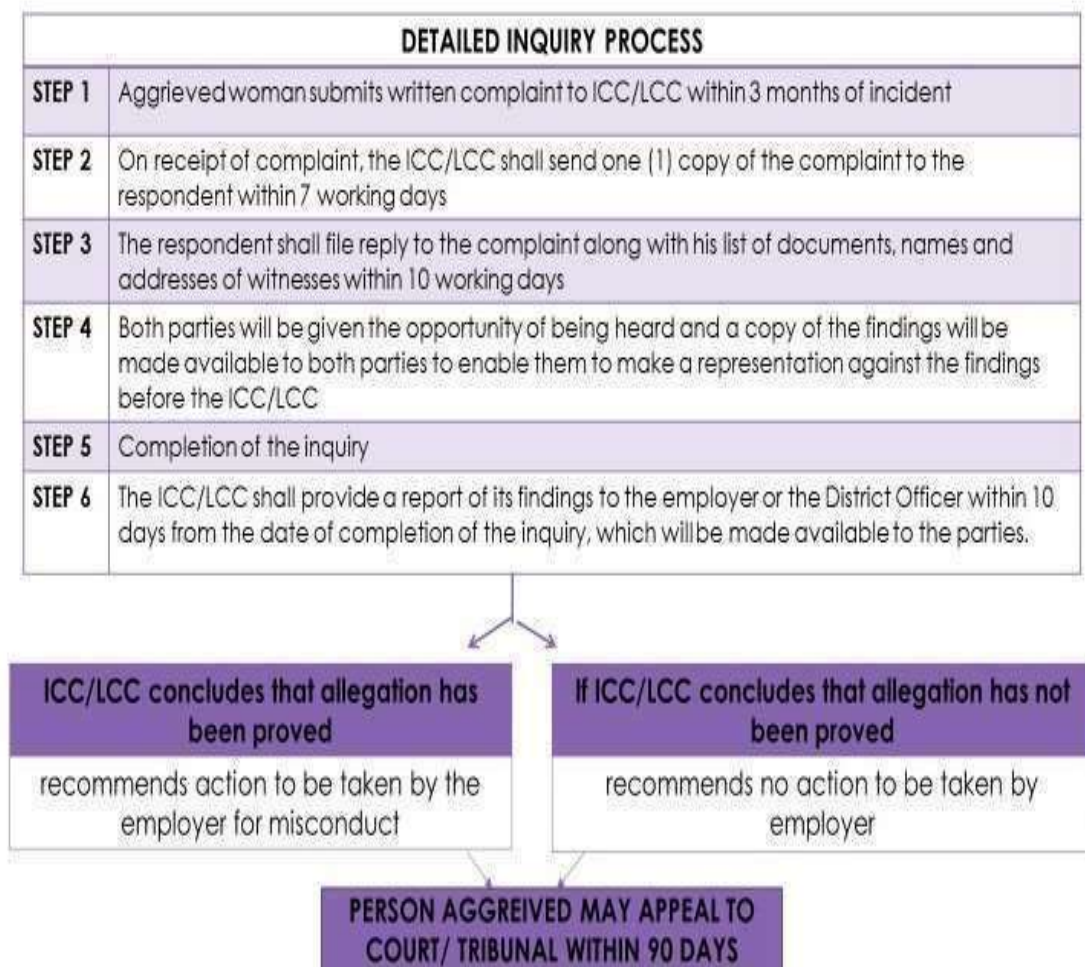 DETAILED INQUIRY PROCESS
STEP 1 Aggrieved woman submits written complaint to ICC/LCC within 3 months of incident
STEP 2 On receipt of complaint, the ICC/LCC shall send one (1) copy of the complaint to the
respondent within 7 working days
STEP 3 The respondent shall file reply to the complaint along with his list of documents, names and
addresses of witnesses within 10 working days
STEP 4 Both parties will be given the opportunity of being heard and a copy of the findings will be
made available to both parties to enable them to make a representation against the findings
before the ICC/LCC
STEP 5 Completion of the inquiry
STEP 6 The ICC/LCC shall provide a report of its findings to the employer or the District Officer within 10
days from the date of completion of the inquiry, which will be made available to the parties.
ICC/LCC concludes that allegation has
been proved
recommends action to be taken by the
employer for misconduct
If ICC/LCC concludes that allegation has not
been proved
recommends no action to be taken by
employer
PERSON AGGREIVED MAY APPEAL TO
COURT/ TRIBUNAL WITHIN 90 DAYS